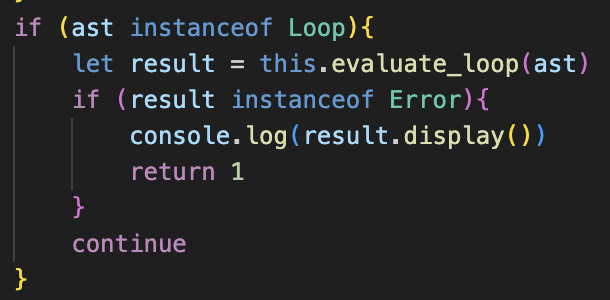 if (ast instanceof Loop){
let result = this.evaluate_loop(ast)
if (result instanceof Error){
console.log(result.display())
return 1
}
continue
}